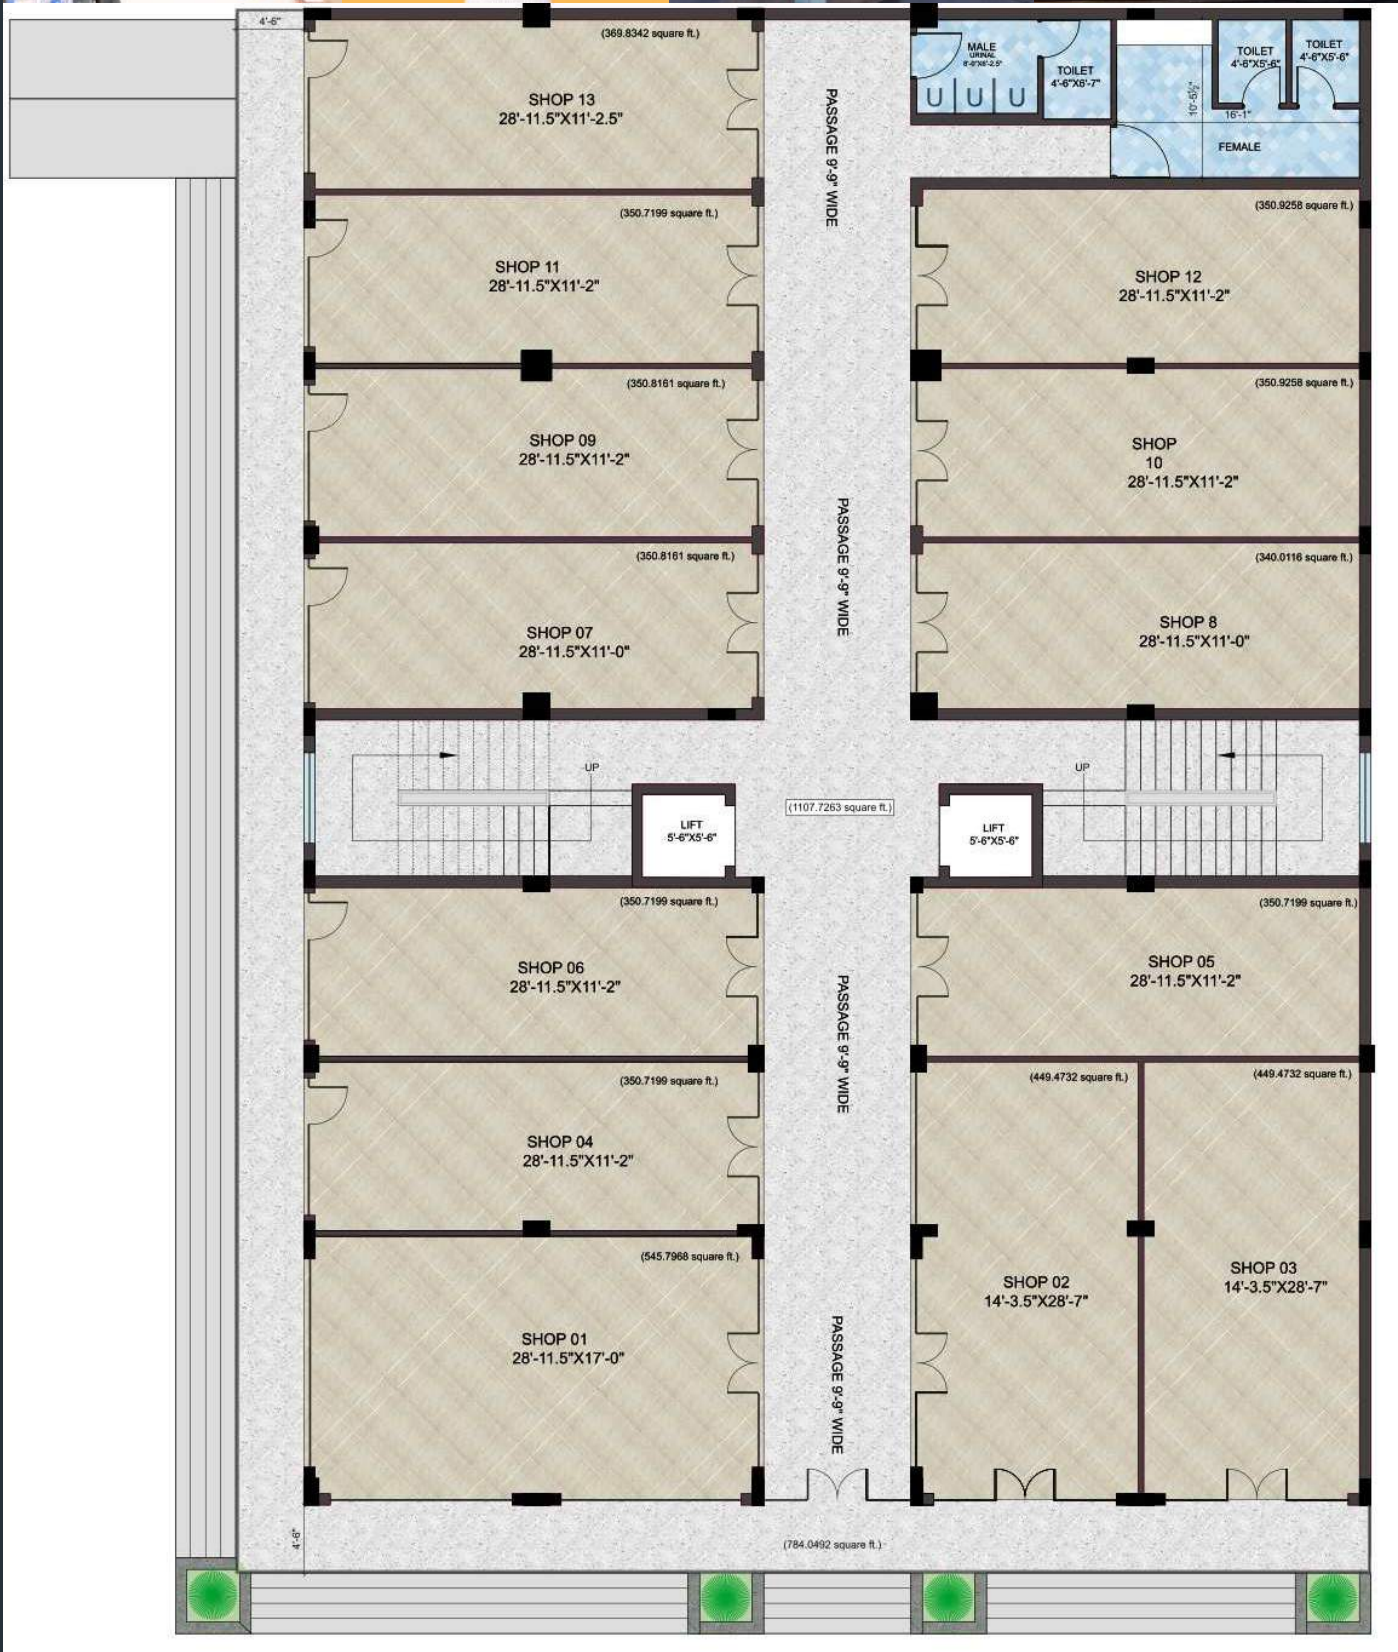 4'-6"
(369.8342 square ft.)
SHOP 13
28'-11.5"X11'-2.5"
PASSAGE 9'-9" WIDE
MALE
URINAL
TOILET
4'-6"X6'-7"
TOILET
4'-6"X5'-6"
TOILET
4'-6"X5'-6"
16'-1"
FEMALE
(350.7199 square ft.)
SHOP 11
28'-11.5"X11'-2"
(350.9258 square ft.)
SHOP 12
28'-11.5"X11'-2"
(350.8161 square ft.)
SHOP 09
28'-11.5"X11'-2"
(350.9258 square ft.)
SHOP
10
28'-11.5"X11'-2"
PASSAGE 9'-9" WIDE
(350.8161 square ft.)
SHOP 07
28'-11.5"X11'-0"
(340.0116 square ft.)
SHOP 8
28'-11.5"X11'-0"
UP
UP
(1107.7263 square ft.)
LIFT
5'-6"X5'-6"
LIFT
5'-6"X5'-6"
(350.7199 square ft.)
SHOP 06
28'-11.5"X11'-2"
(350.7199 square ft.)
SHOP 05
28'-11.5"X11'-2"
PASSAGE 9'-9" WIDE
(350.7199 square ft.)
SHOP 04
28'-11.5"X11'-2"
(449.4732 square ft.)
(449.4732 square ft.)
(545.7968 square ft.)
SHOP 01
28'-11.5"X17'-0"
SHOP 02
14'-3.5"X28'-7"
SHOP 03
14'-3.5"X28'-7"
PASSAGE 9'-9" WIDE
(784.0492 square ft.)